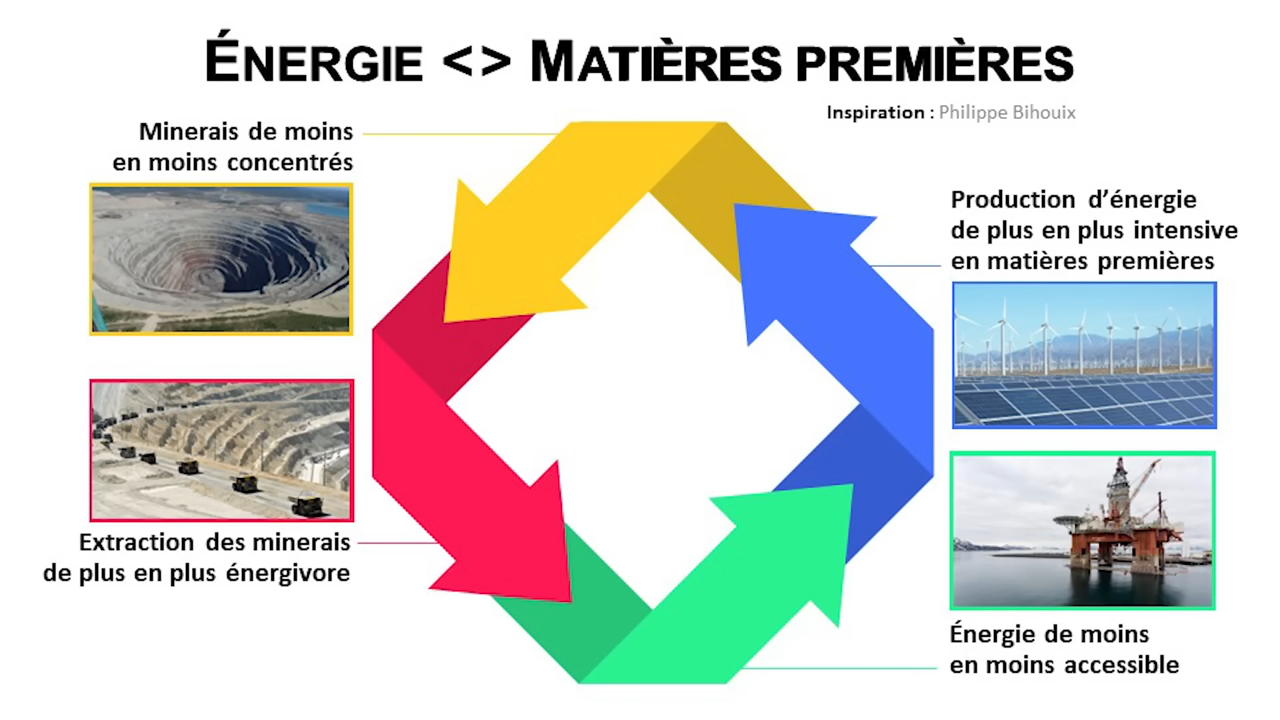 ÉNERGIE <> MATIÈRES PREMIÈRES
Inspiration : Philippe Bihouix
Minerais de moins
en moins concentrés
Production d'énergie
de plus en plus intensive
en matières premières
Extraction des minerais
de plus en plus énergivore
Énergie de moins
en moins accessible